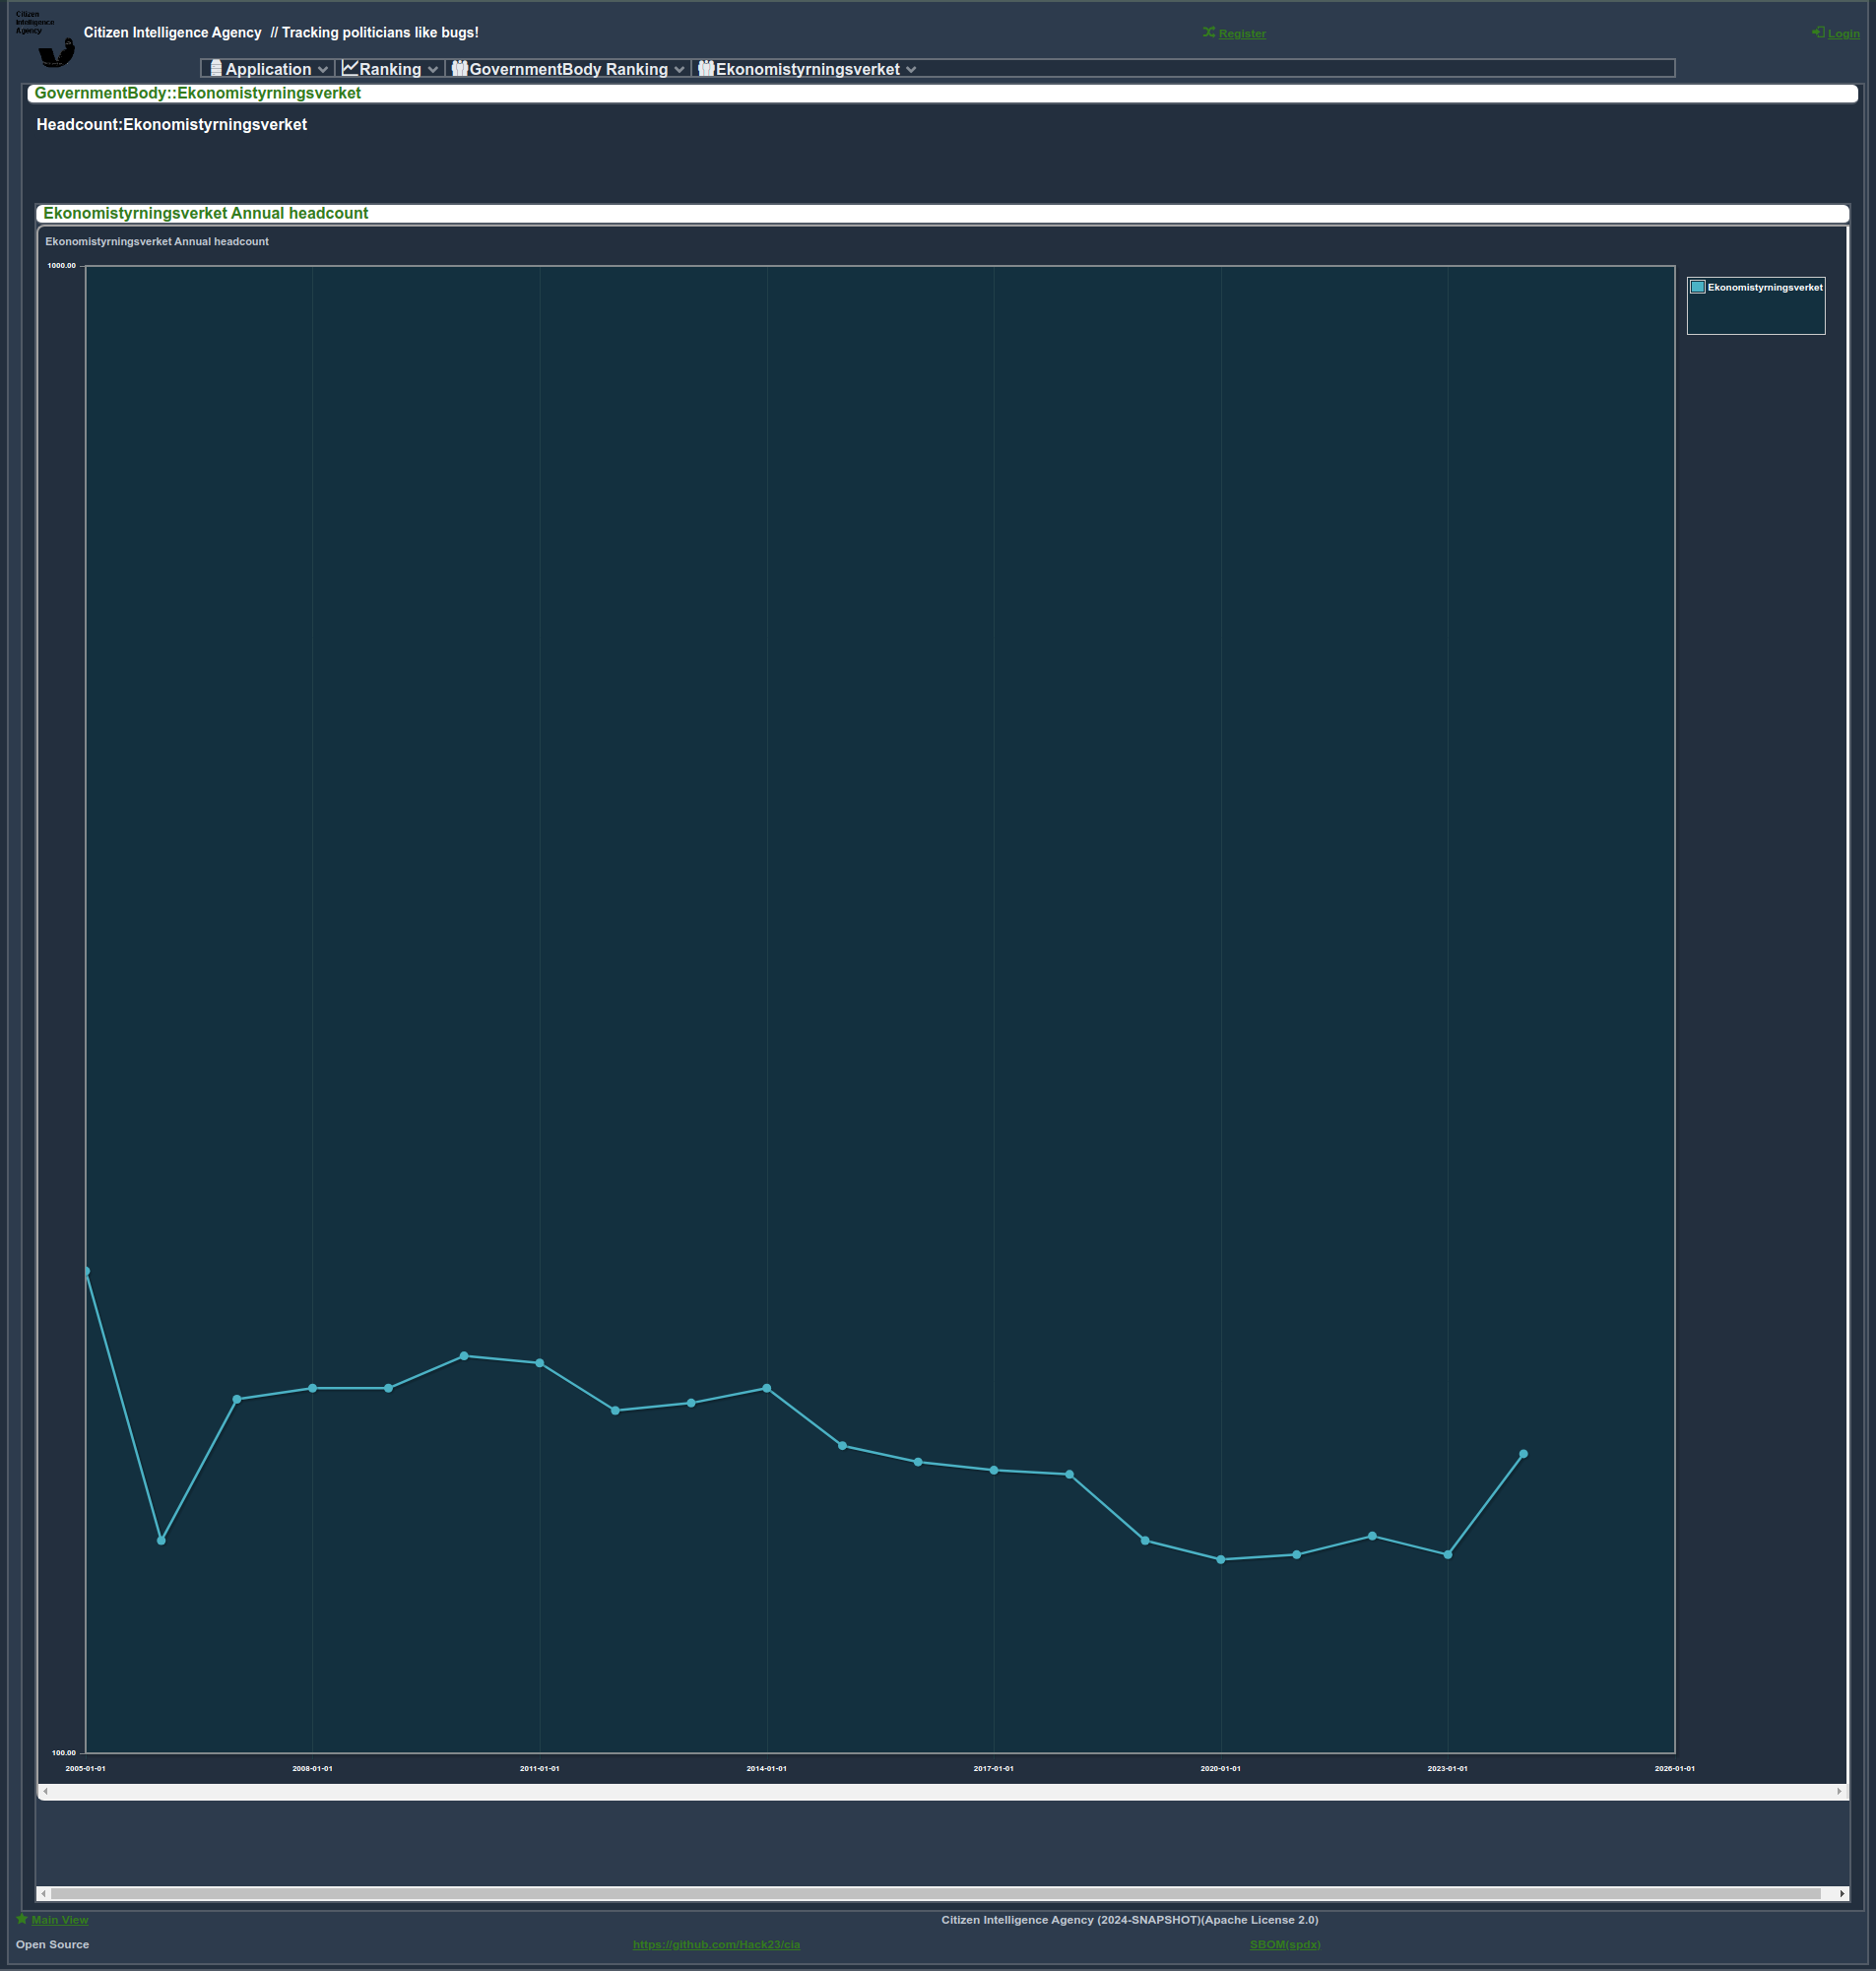 Citizen
Intelligence
Agency
Citizen Intelligence Agency // Tracking politicians like bugs!
Register
Login
Application
Ranking
GovernmentBody Ranking
Ekonomistyrningsverket
GovernmentBody::Ekonomistyrningsverket
Headcount:Ekonomistyrningsverket
Ekonomistyrningsverket Annual headcount
Ekonomistyrningsverket Annual headcount
1000.00
Ekonomistyrningsverket
100.00
2005-01-01
2008-01-01
2011-01-01
2014-01-01
2017-01-01
2020-01-01
2023-01-01
2026-01-01
Main View
Citizen Intelligence Agency (2024-SNAPSHOT)(Apache License 2.0)
Open Source
https://github.com/Hack23/cia
SBOM(spdx)